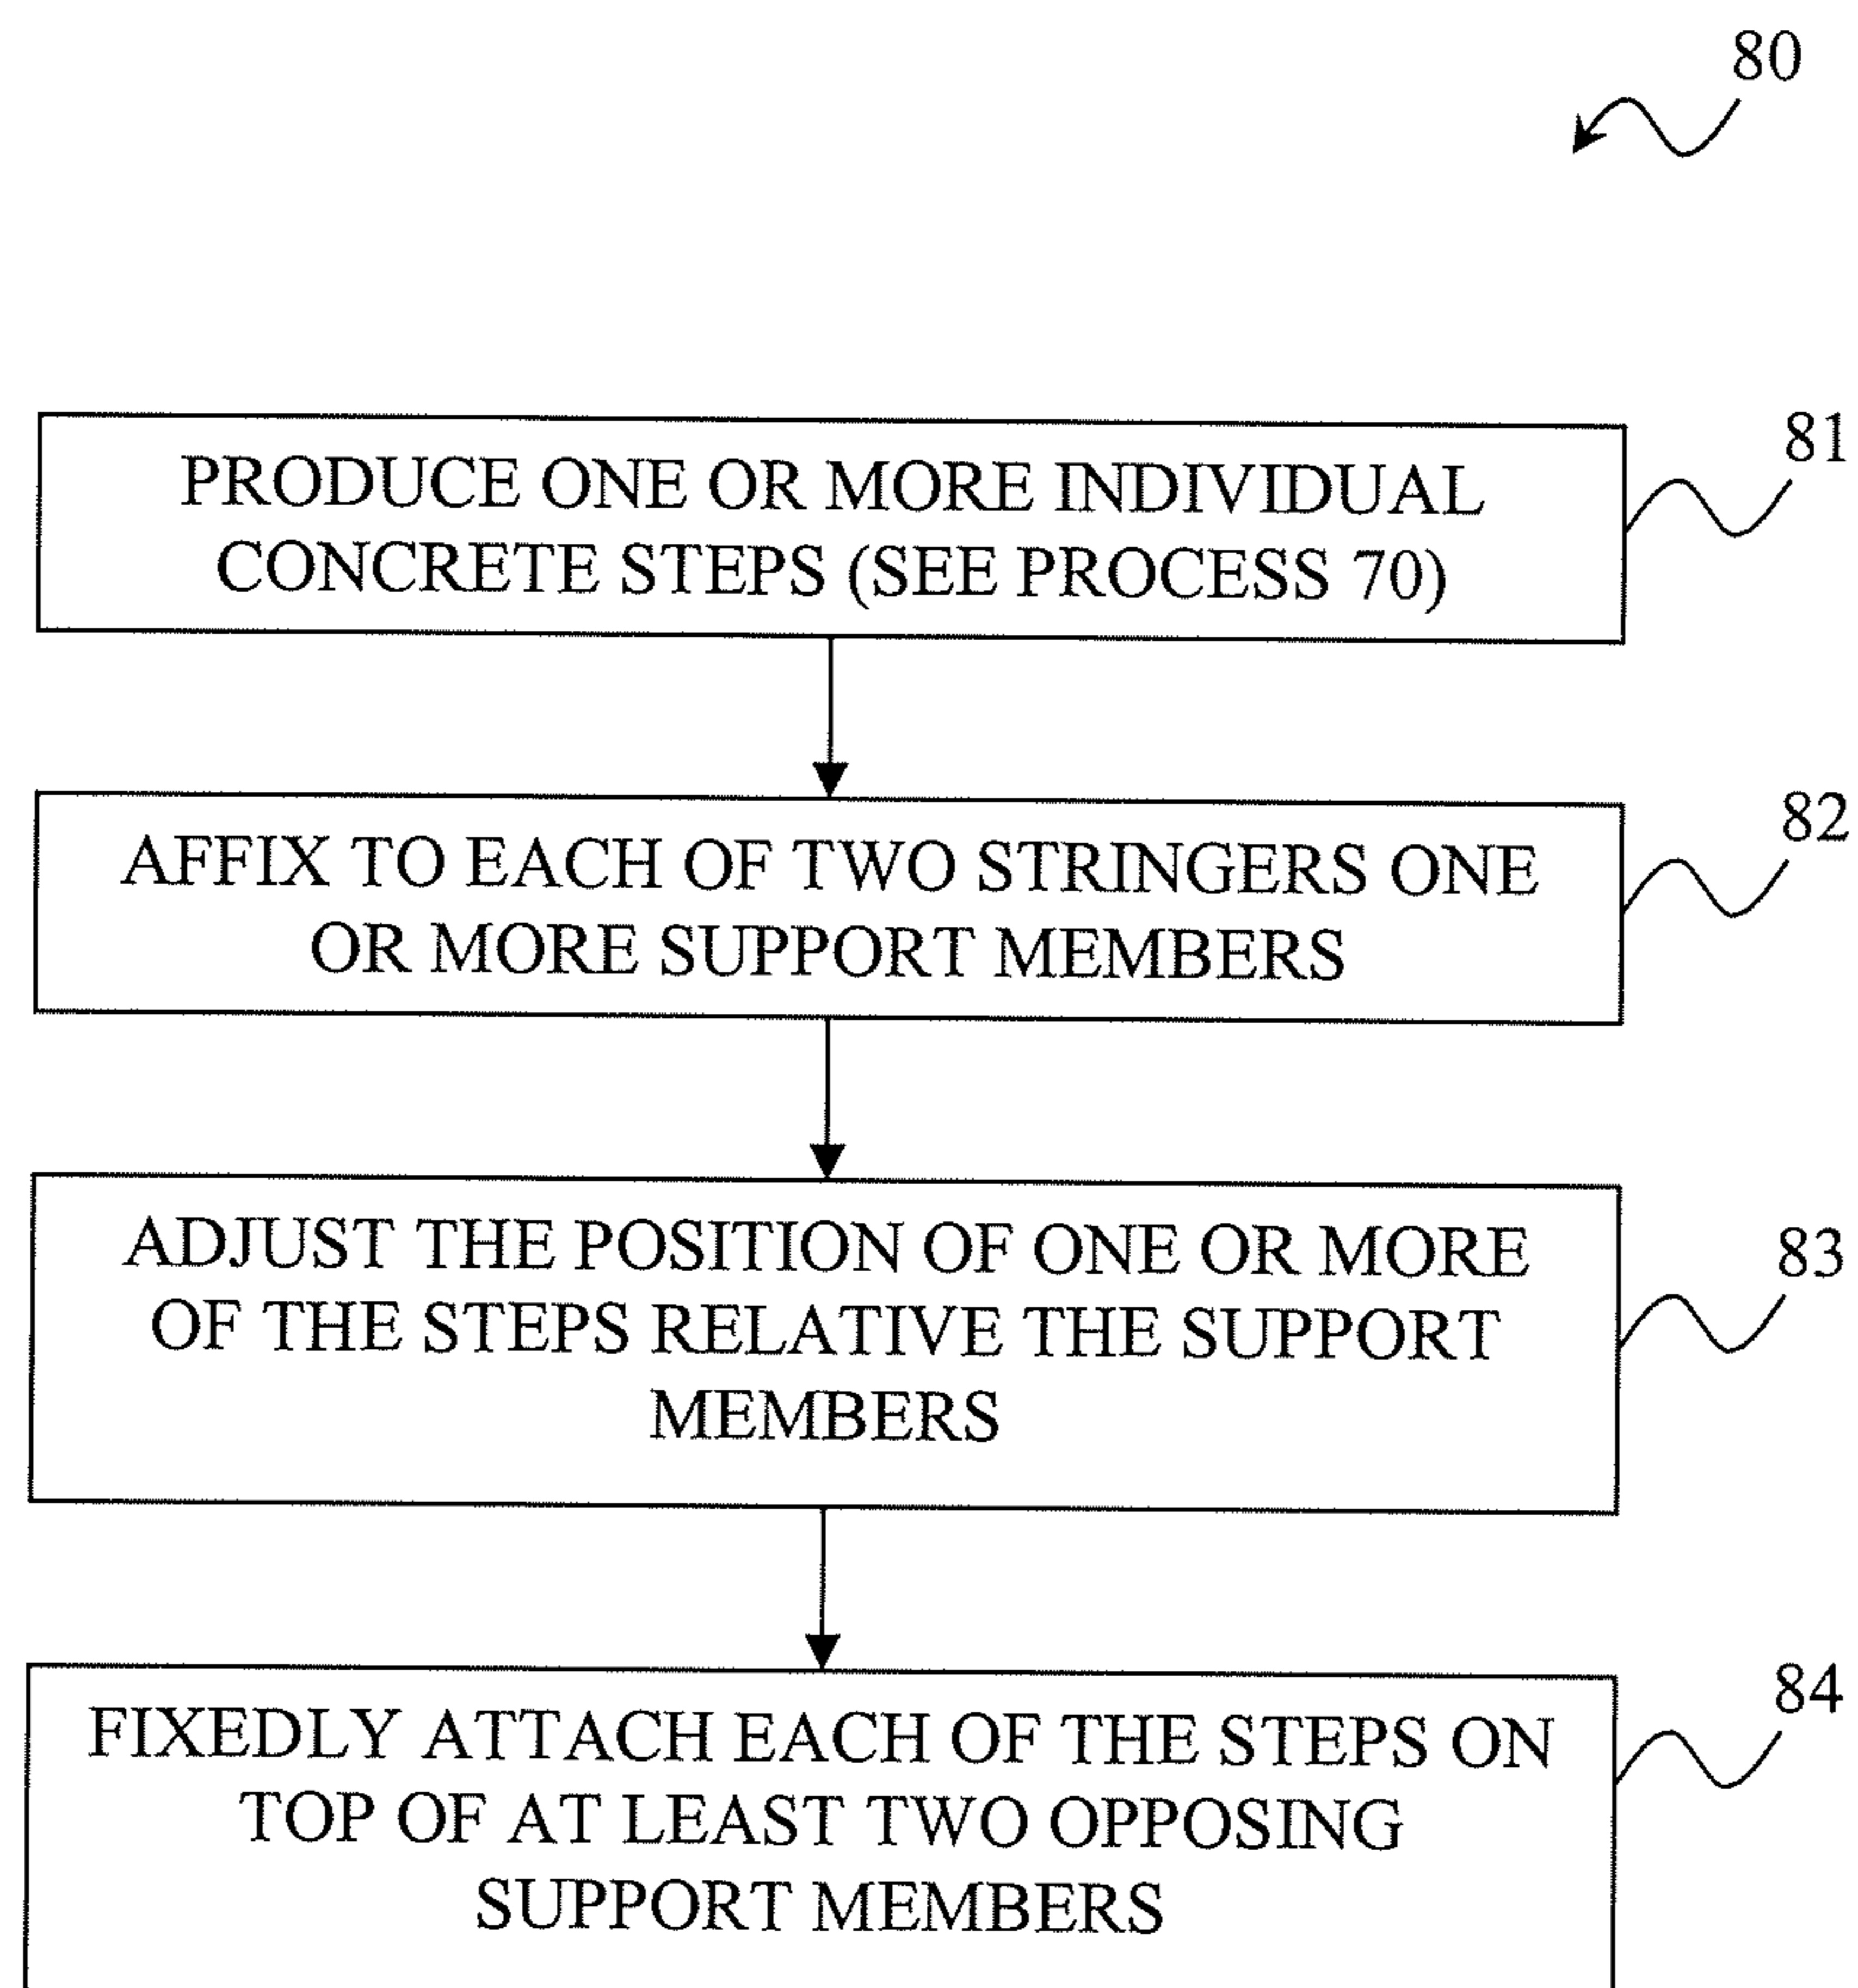 80
PRODUCE ONE OR MORE INDIVIDUAL
CONCRETE STEPS (SEE PROCESS 70)
81
AFFIX TO EACH OF TWO STRINGERS ONE
OR MORE SUPPORT MEMBERS
82
ADJUST THE POSITION OF ONE OR MORE
OF THE STEPS RELATIVE THE SUPPORT
MEMBERS
83
FIXEDLY ATTACH EACH OF THE STEPS ON
TOP OF AT LEAST TWO OPPOSING
SUPPORT MEMBERS
84